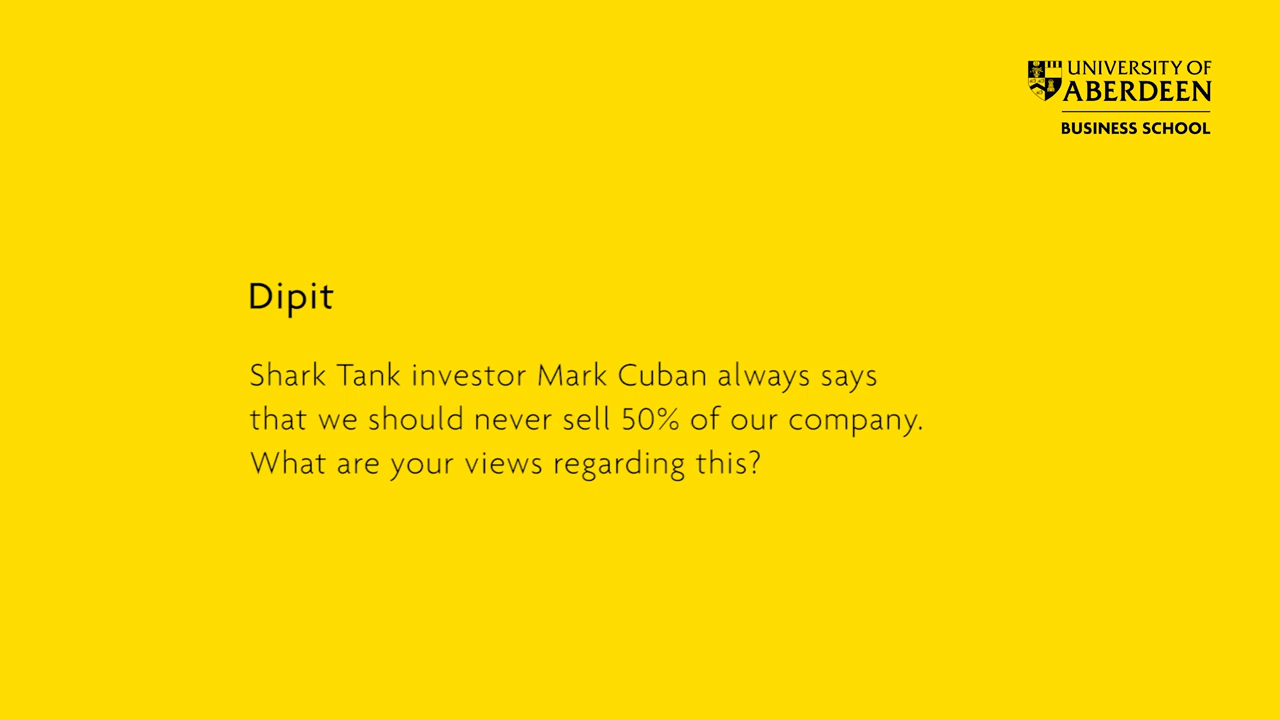 UNIVERSITY OF
ABERDEEN
BUSINESS SCHOOL
Dipit
Shark Tank investor Mark Cuban always says
that we should never sell 50% of our company.
What are your views regarding this?